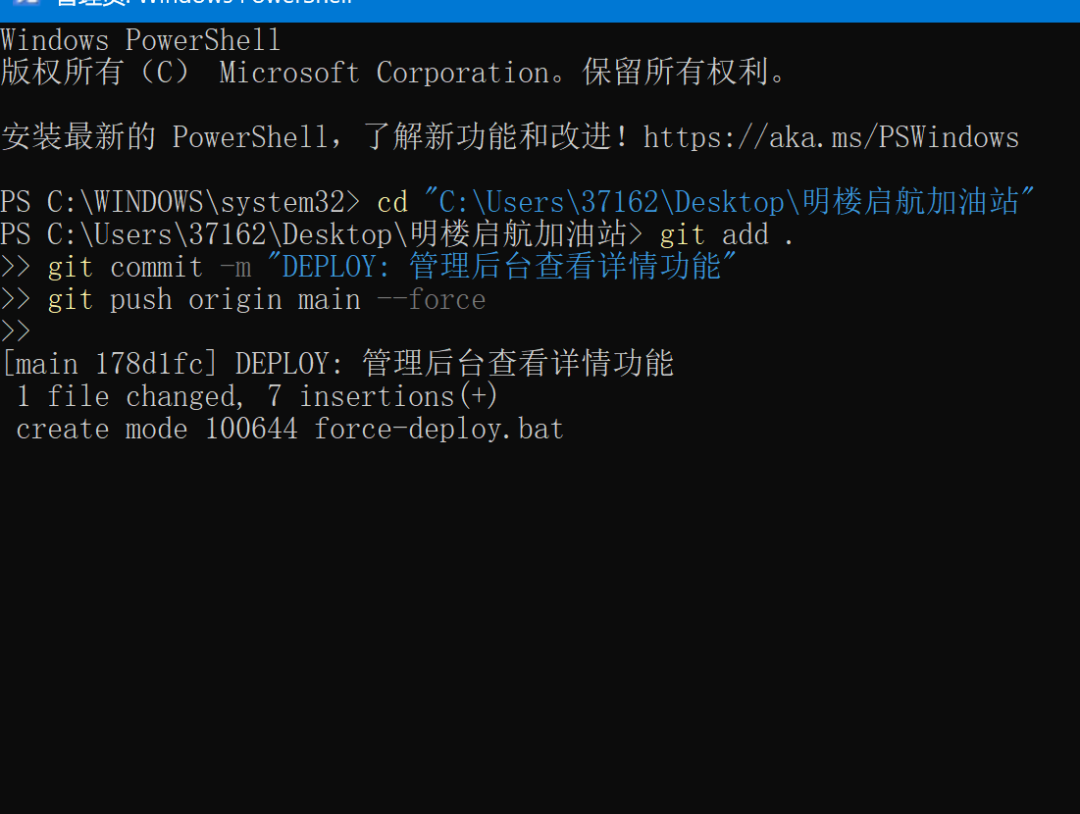 管理员: Windows PowerShell
Windows PowerShell
版权所有（C） Microsoft Corporation。保留所有权利。
安装最新的 PowerShell，了解新功能和改进！https://aka.ms/PSWindows
PS C:\WINDOWS\system32> cd "C:\Users\37162\Desktop\明楼启航加油站"
PS C:\Users\37162\Desktop\明楼启航加油站> git add .
>> git commit -m "DEPLOY: 管理后台查看详情功能"
>> git push origin main --force
>>
[main 178d1fc] DEPLOY: 管理后台查看详情功能
 1 file changed, 7 insertions(+)
 create mode 100644 force-deploy.bat